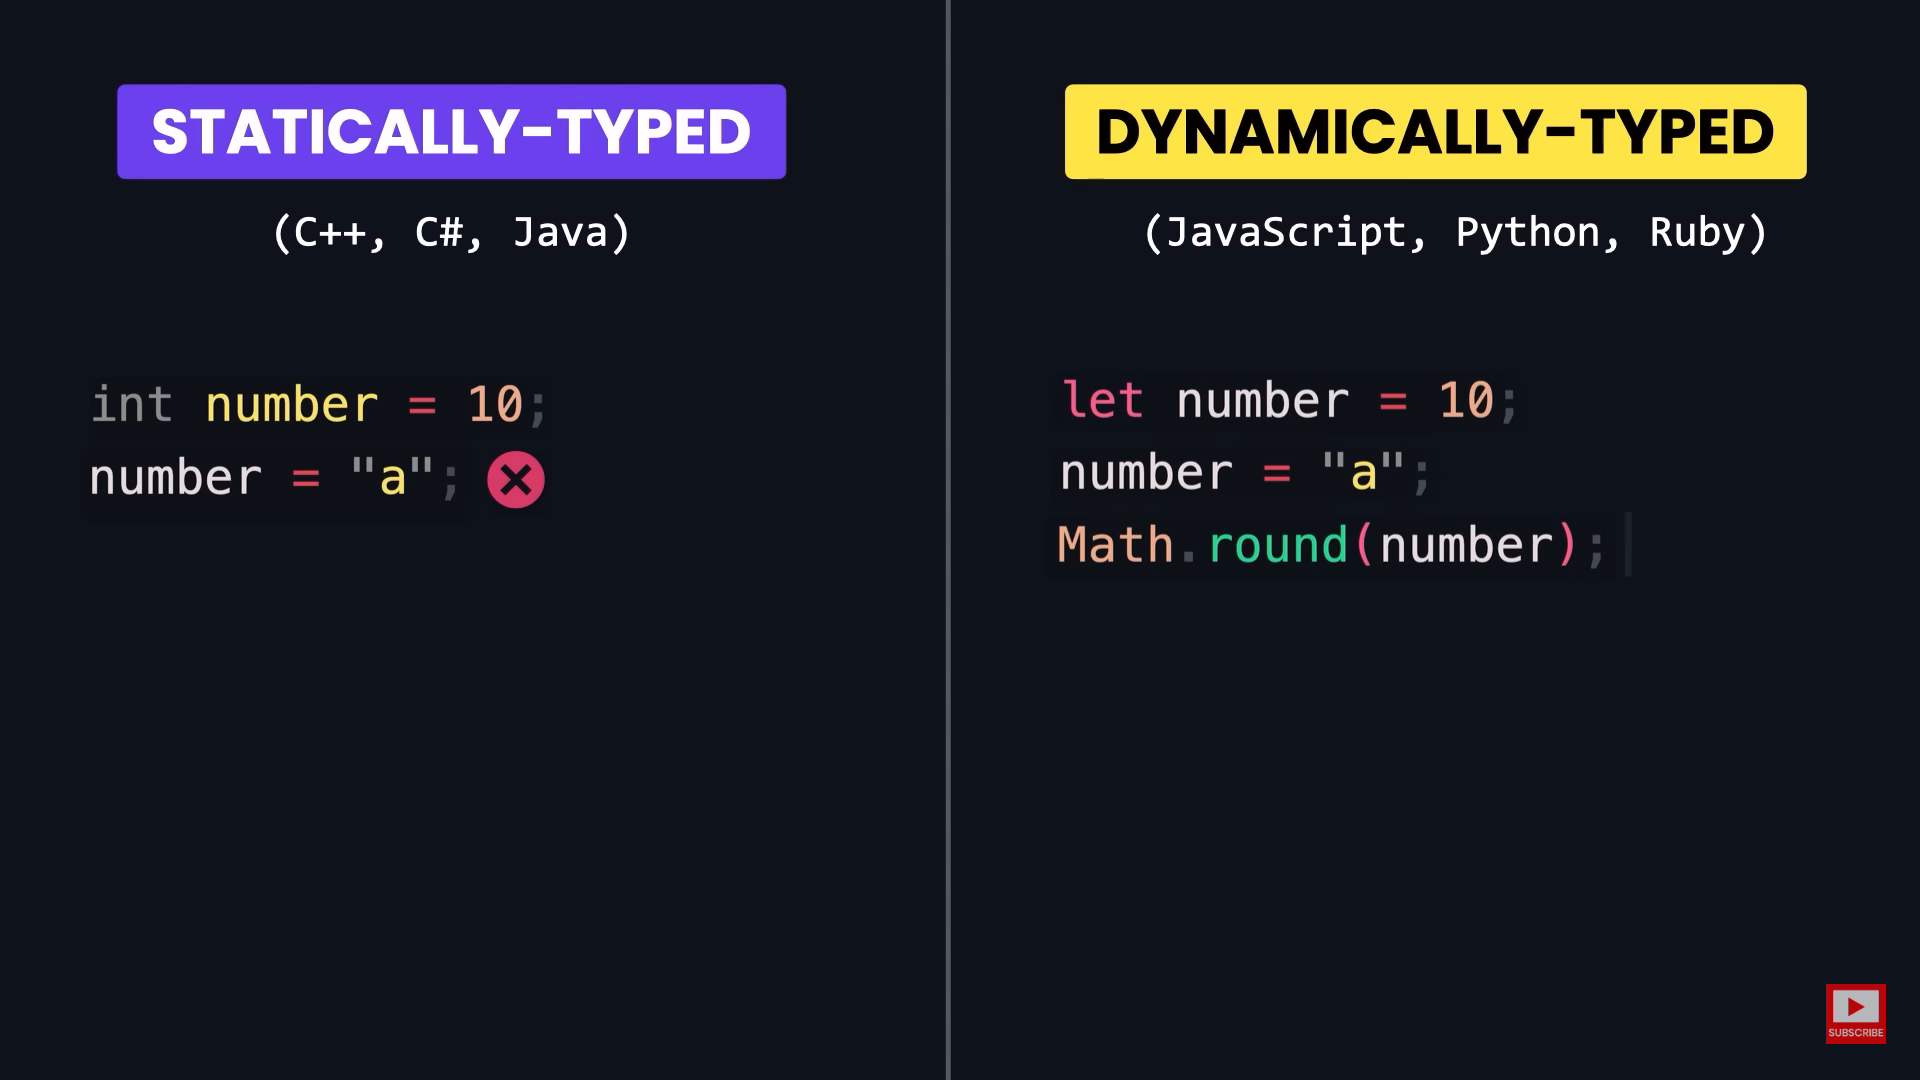 STATICALLY-TYPED
(C++, C#, Java)
int number = 10;
number = "a";
DYNAMICALLY-TYPED
(JavaScript, Python, Ruby)
let number = 10;
number = "a";
Math.round(number);
SUBSCRIBE